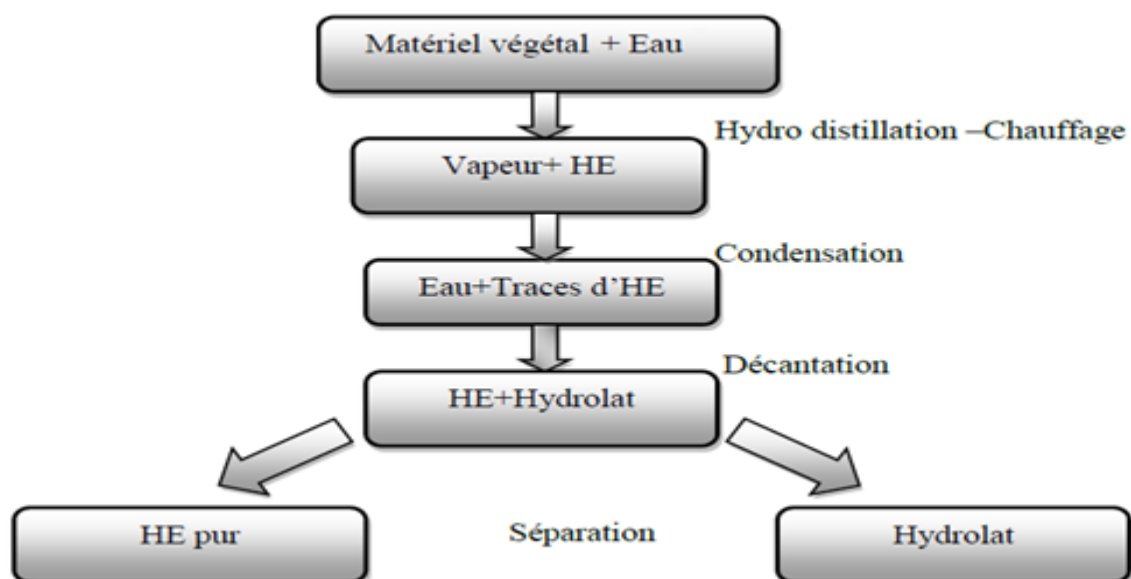 Matériel végétal + Eau
Hydro distillation –Chauffage
Vapeur+ HE
Condensation
Eau+Traces d’HE
Décantation
HE+Hydrolat
HE pur
Séparation
Hydrolat